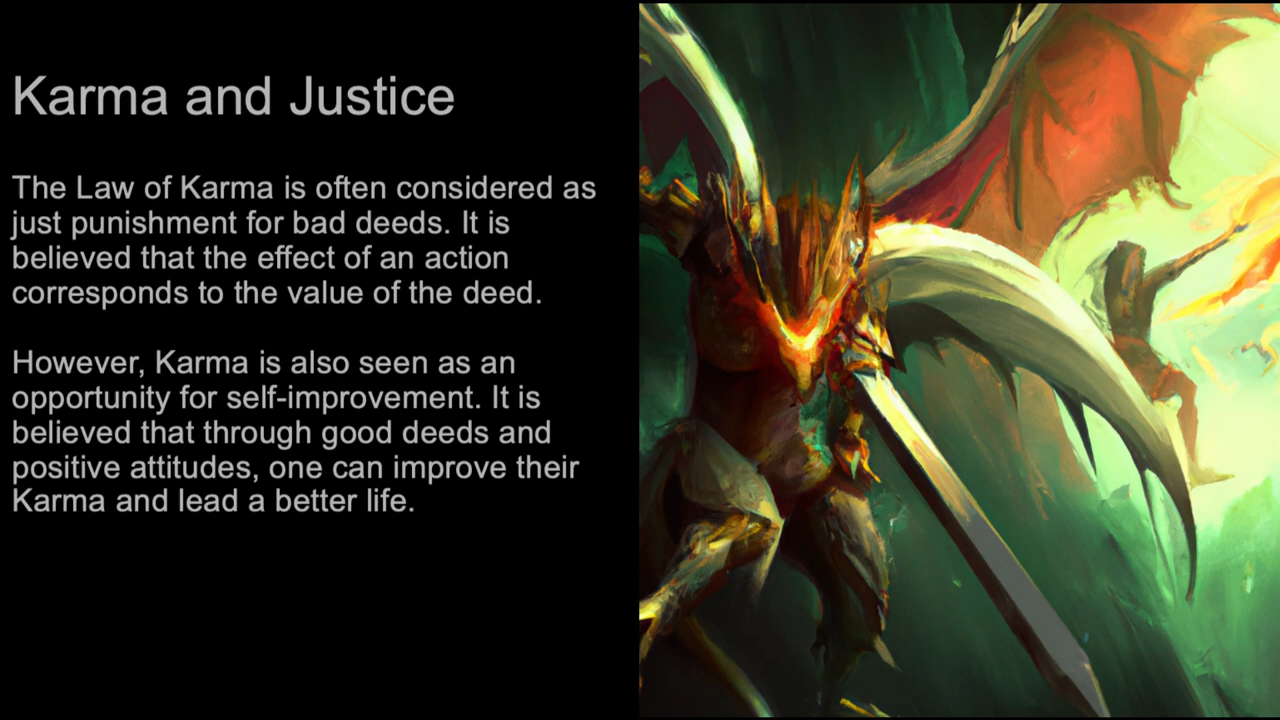 Karma and Justice
The Law of Karma is often considered as
just punishment for bad deeds. It is
believed that the effect of an action
corresponds to the value of the deed.
However, Karma is also seen as an
opportunity for self-improvement. It is
believed that through good deeds and
positive attitudes, one can improve their
Karma and lead a better life.